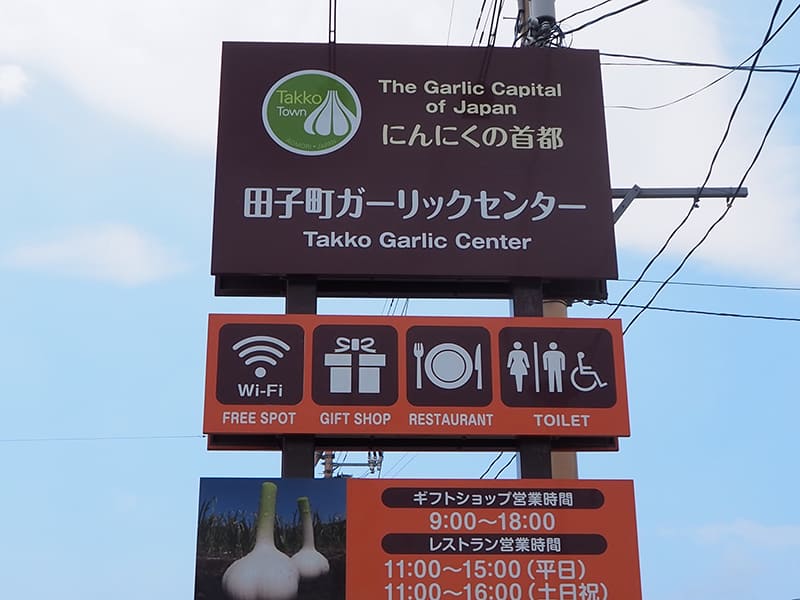 Takko
Town
AOMORI・JAPAN
The Garlic Capital
of Japan
にんにくの首都
田子町ガーリックセンター
Takko Garlic Center
Wi-Fi
FREE SPOT
GIFT SHOP
RESTAURANT
TOILET
ギフトショップ営業時間
9:00〜18:00
レストラン営業時間
11:00〜15:00(平日)
11:00〜16:00(土日祝)